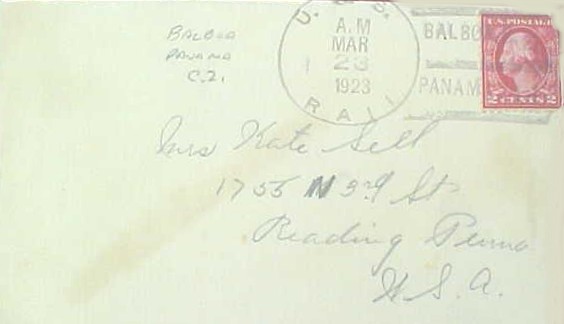 BALBOA
PANAMA
C.Z.
U. S.
A.M
MAR
23
1923
RAI
BALBO
PANAM
U.S. POSTAGE
2 CENTS 2
Mrs Kate Sell
1755 N 3rd St
Reading Penna
U.S.A.